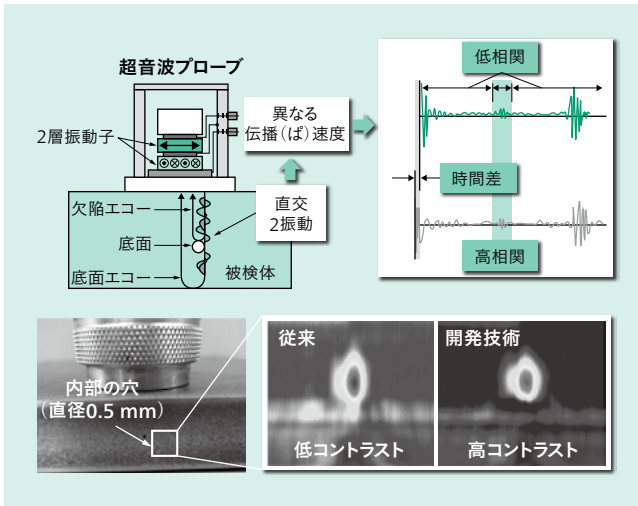 超音波プローブ
2層振動子
欠陥エコー
底面
底面エコー
被検体
異なる
伝播(ぱ)速度
直交
2振動
低相関
時間差
高相関
内部の穴
(直径0.5 mm)
従来
低コントラスト
開発技術
高コントラスト